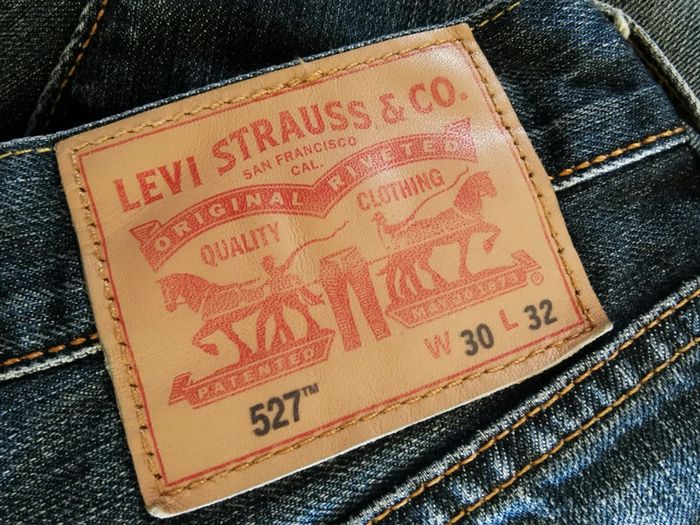 LEVI STRAUSS & CO.
SAN FRANCISCO
CAL.
ORIGINAL RIVETED
QUALITY CLOTHING
PATENTED
527™ W 30 L 32